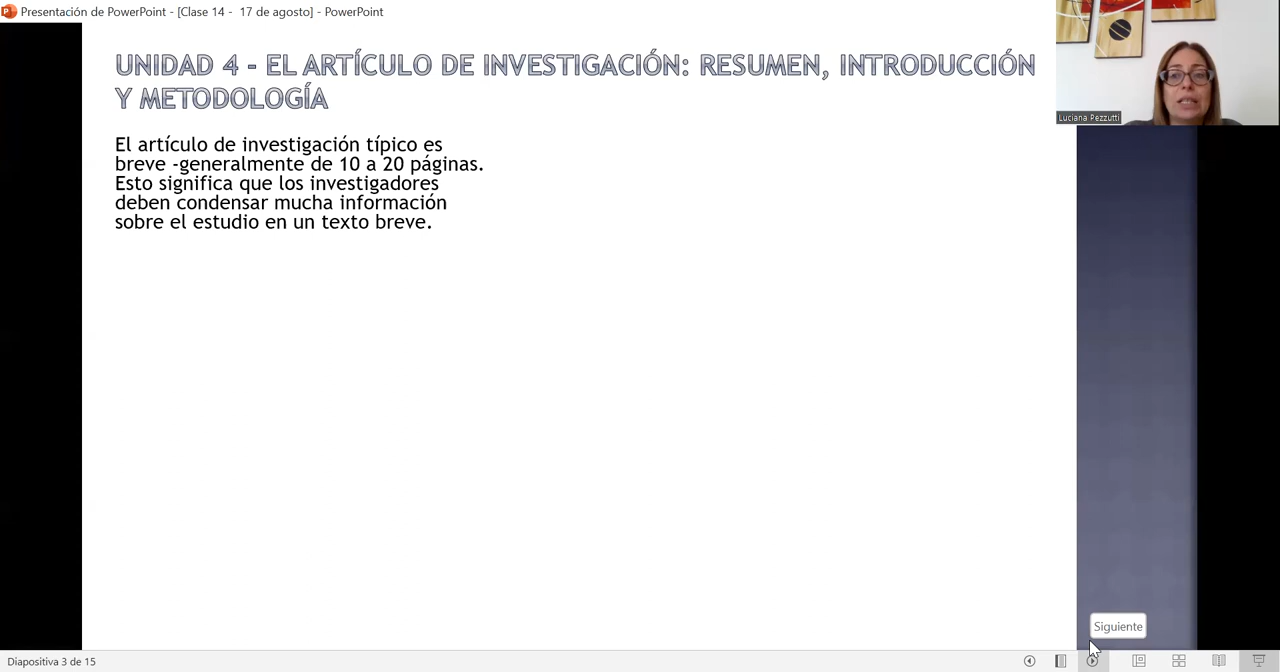 Presentación de PowerPoint - [Clase 14 -  17 de agosto] - PowerPoint
UNIDAD 4 - EL ARTÍCULO DE INVESTIGACIÓN: RESUMEN, INTRODUCCIÓN
Y METODOLOGÍA
Luciana Pezzutti
El artículo de investigación típico es
breve -generalmente de 10 a 20 páginas.
Esto significa que los investigadores
deben condensar mucha información
sobre el estudio en un texto breve.
Siguiente
Diapositiva 3 de 15